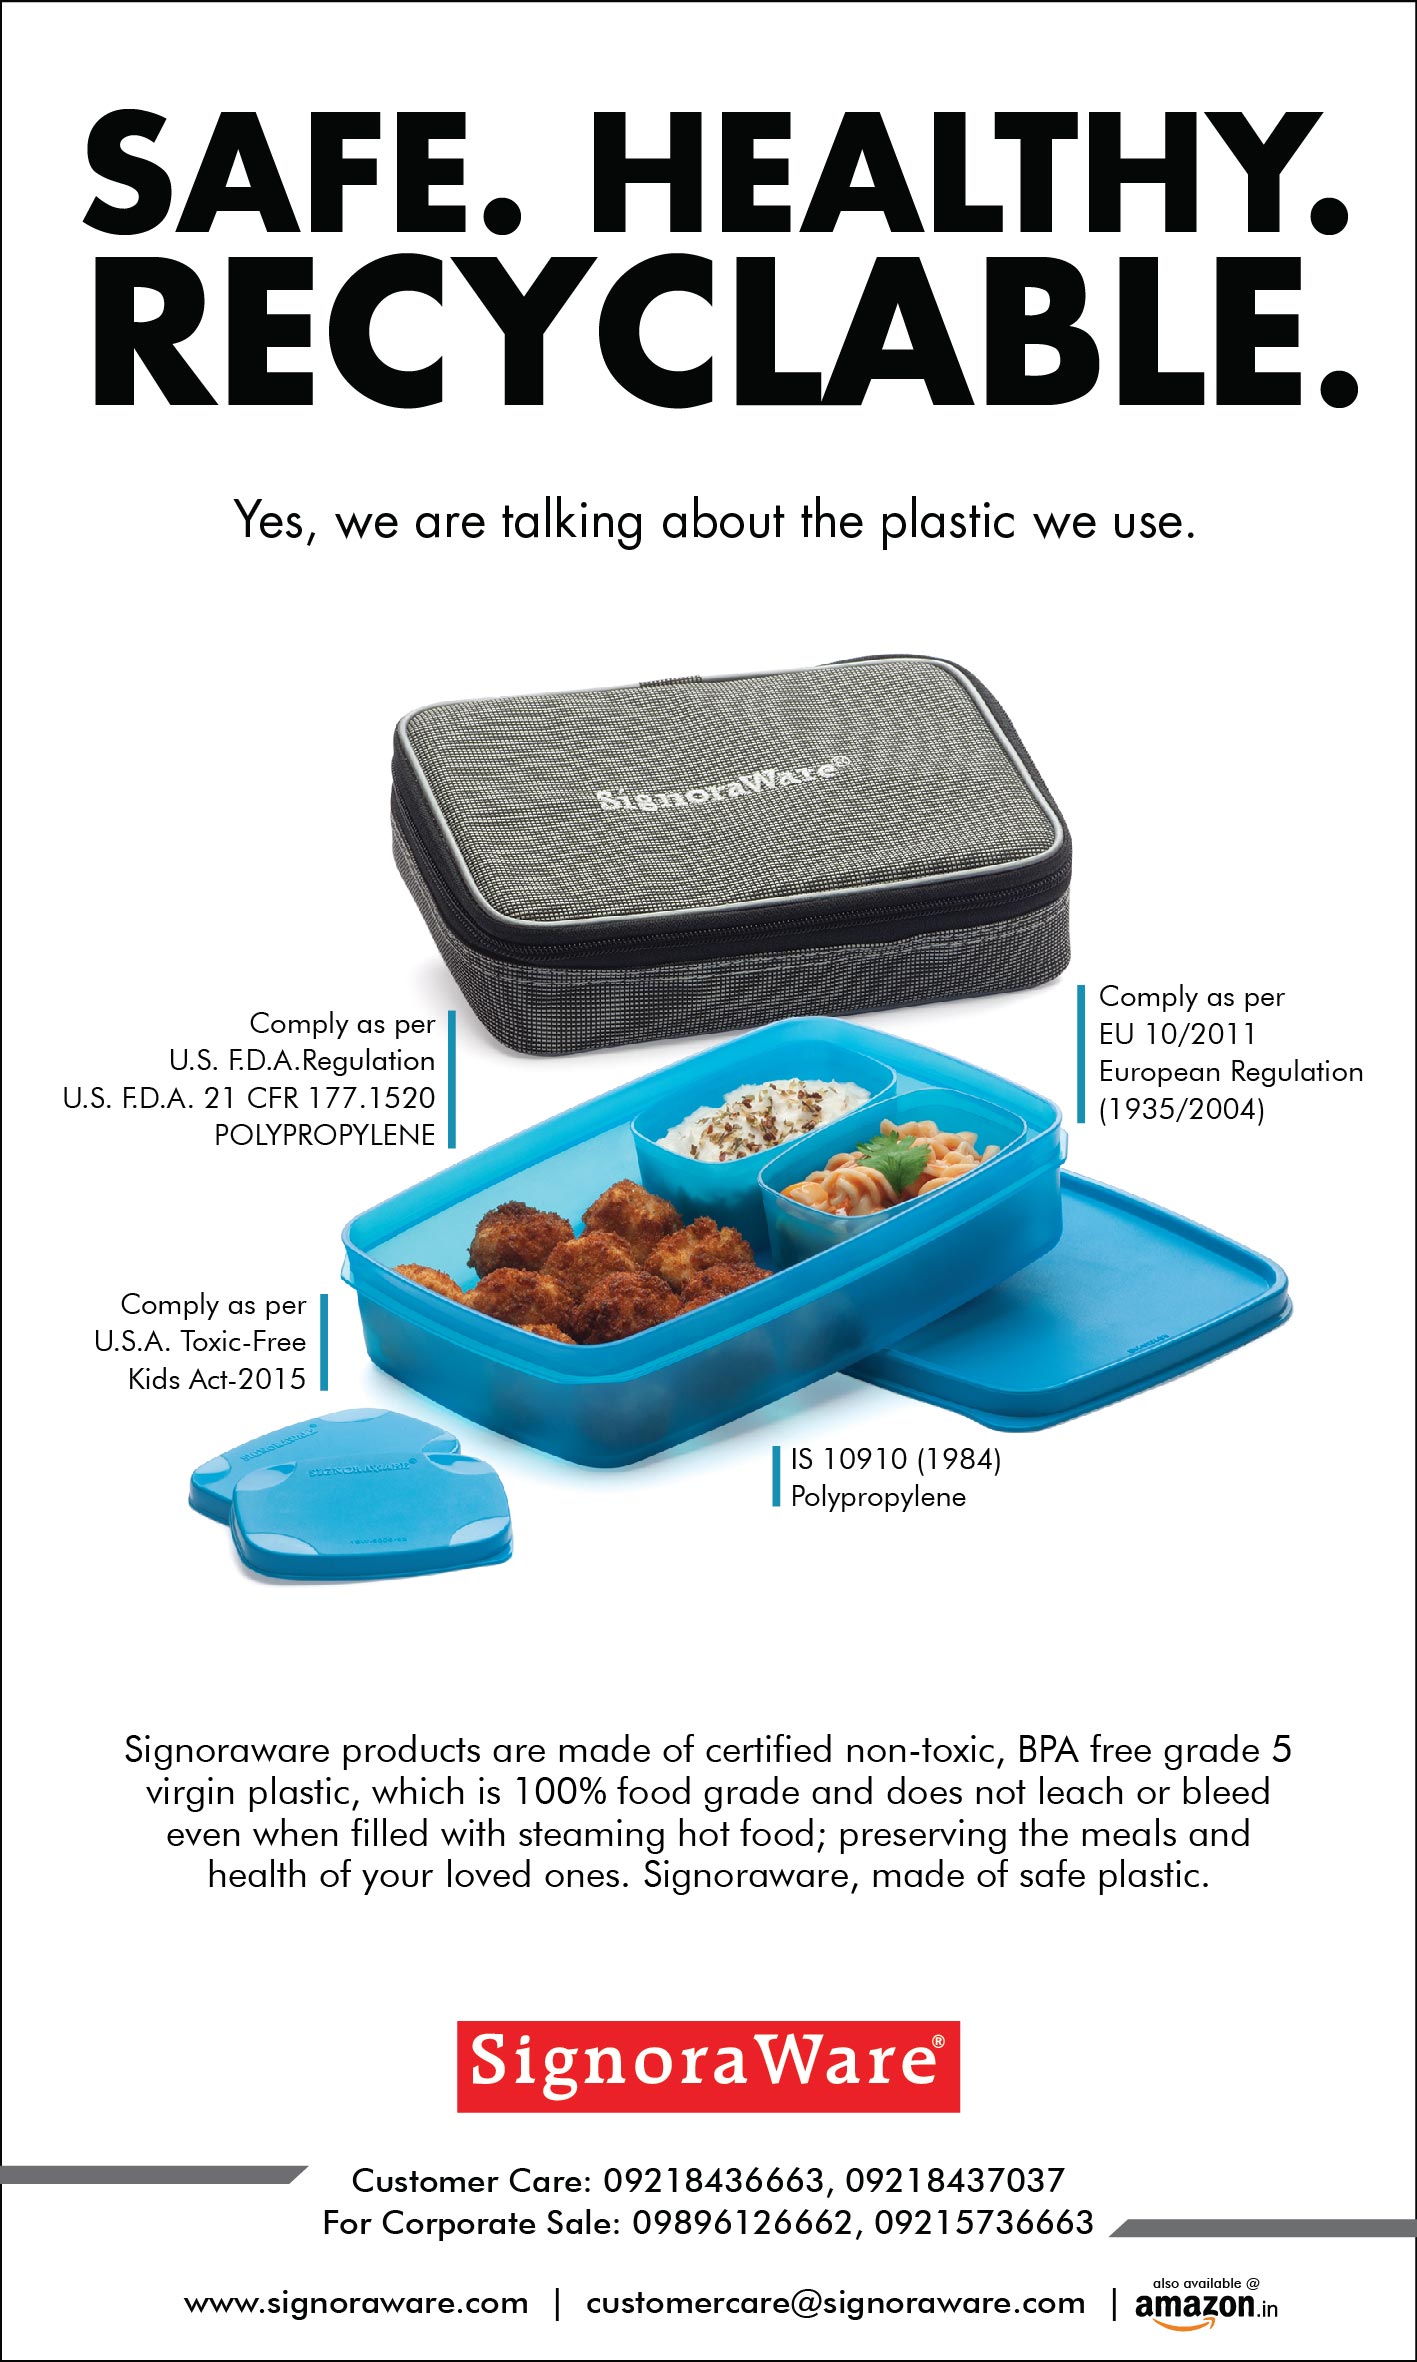 SAFE. HEALTHY.
RECYCLABLE.
Yes, we are talking about the plastic we use.
SignoraWare®
Comply as per
U.S. F.D.A.Regulation
U.S. F.D.A. 21 CFR 177.1520
POLYPROPYLENE
Comply as per
EU 10/2011
European Regulation
(1935/2004)
Comply as per
U.S.A. Toxic-Free
Kids Act-2015
SIGNORAWARE®
SIGNORAWARE®
IS 10910 (1984)
Polypropylene
Signoraware products are made of certified non-toxic, BPA free grade 5
virgin plastic, which is 100% food grade and does not leach or bleed
even when filled with steaming hot food; preserving the meals and
health of your loved ones. Signoraware, made of safe plastic.
SignoraWare®
Customer Care: 09218436663, 09218437037
For Corporate Sale: 09896126662, 09215736663
www.signoraware.com | customercare@signoraware.com |
also available @
amazon.in